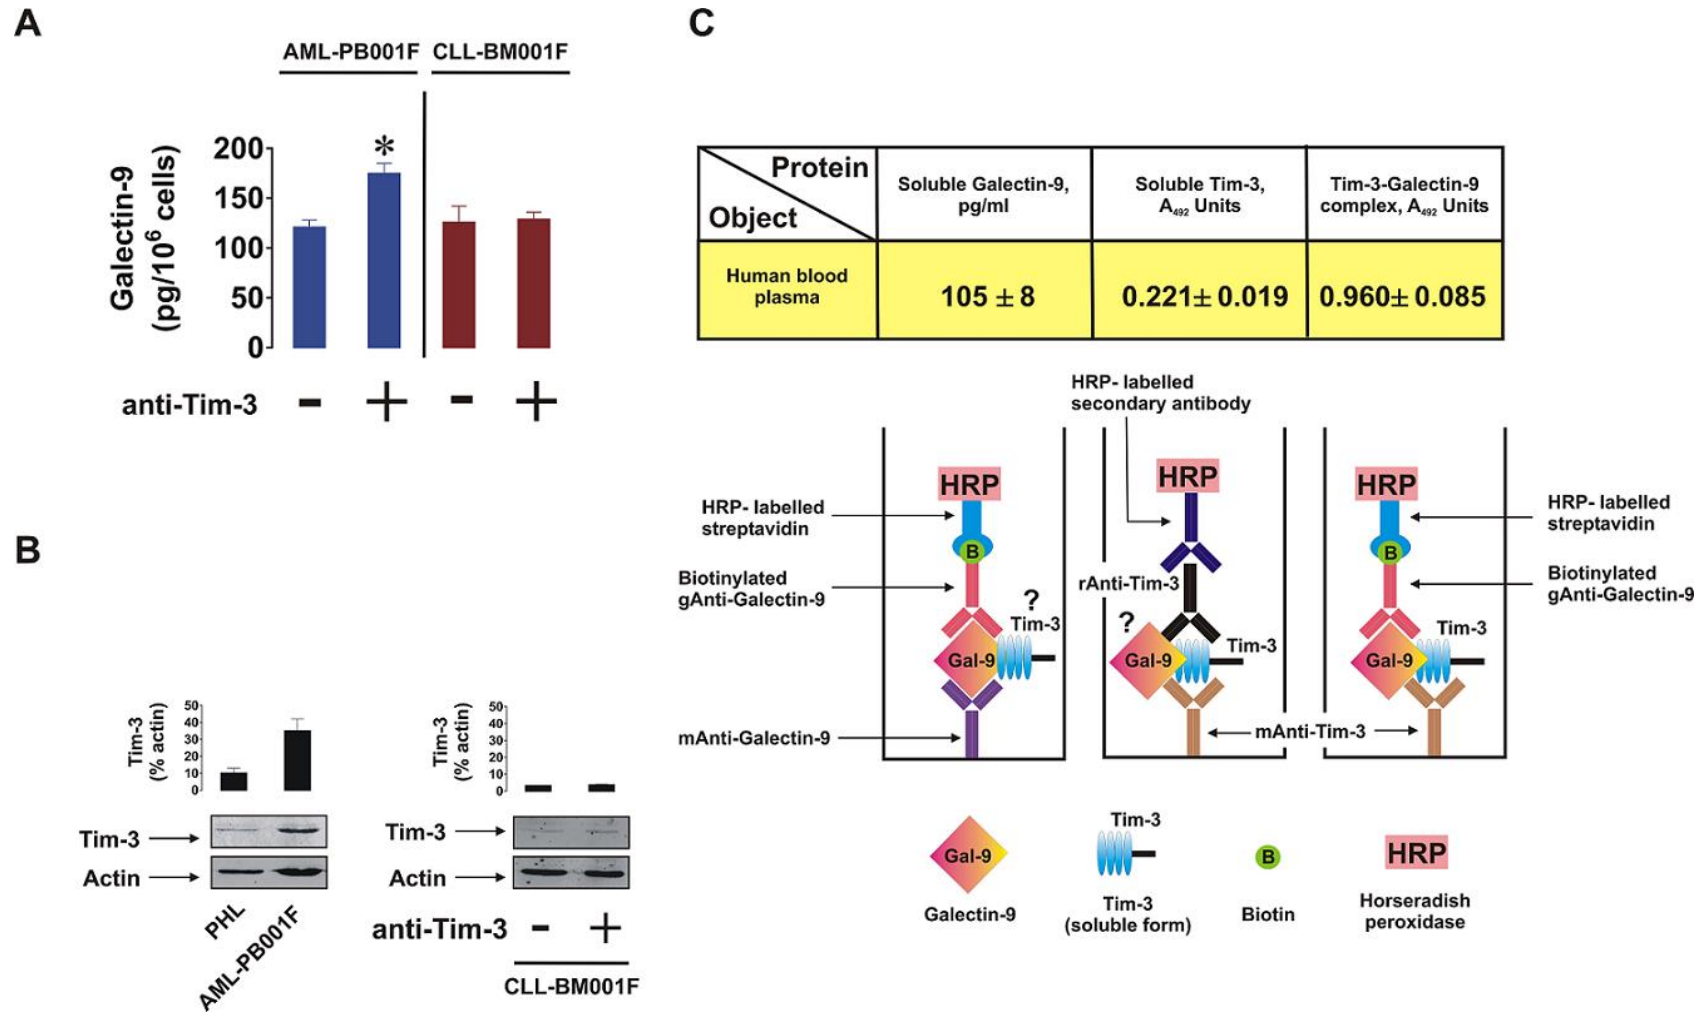 A
AML-PB001F CLL-BM001F
Galectin-9
(pg/10⁶ cells)
200
150
100
50
0
*
anti-Tim-3 - + - +
B
Tim-3
(% actin)
50
40
30
20
10
0
Tim-3
Actin
PHL
AML-PB001F
Tim-3
(% actin)
50
40
30
20
10
0
Tim-3
Actin
anti-Tim-3 - +
CLL-BM001F
C
Protein
Object
Soluble Galectin-9,
pg/ml
Soluble Tim-3,
A₄₉₂ Units
Tim-3-Galectin-9
complex, A₄₉₂ Units
Human blood
plasma
105 ± 8
0.221± 0.019
0.960± 0.085
HRP- labelled
secondary antibody
HRP
HRP- labelled
streptavidin
B
Biotinylated
gAnti-Galectin-9
?
Tim-3
Gal-9
mAnti-Galectin-9
HRP
rAnti-Tim-3
?
Gal-9
Tim-3
mAnti-Tim-3
HRP
HRP- labelled
streptavidin
B
Biotinylated
gAnti-Galectin-9
Tim-3
Gal-9
Gal-9
Galectin-9
Tim-3
Tim-3
(soluble form)
B
Biotin
HRP
Horseradish
peroxidase